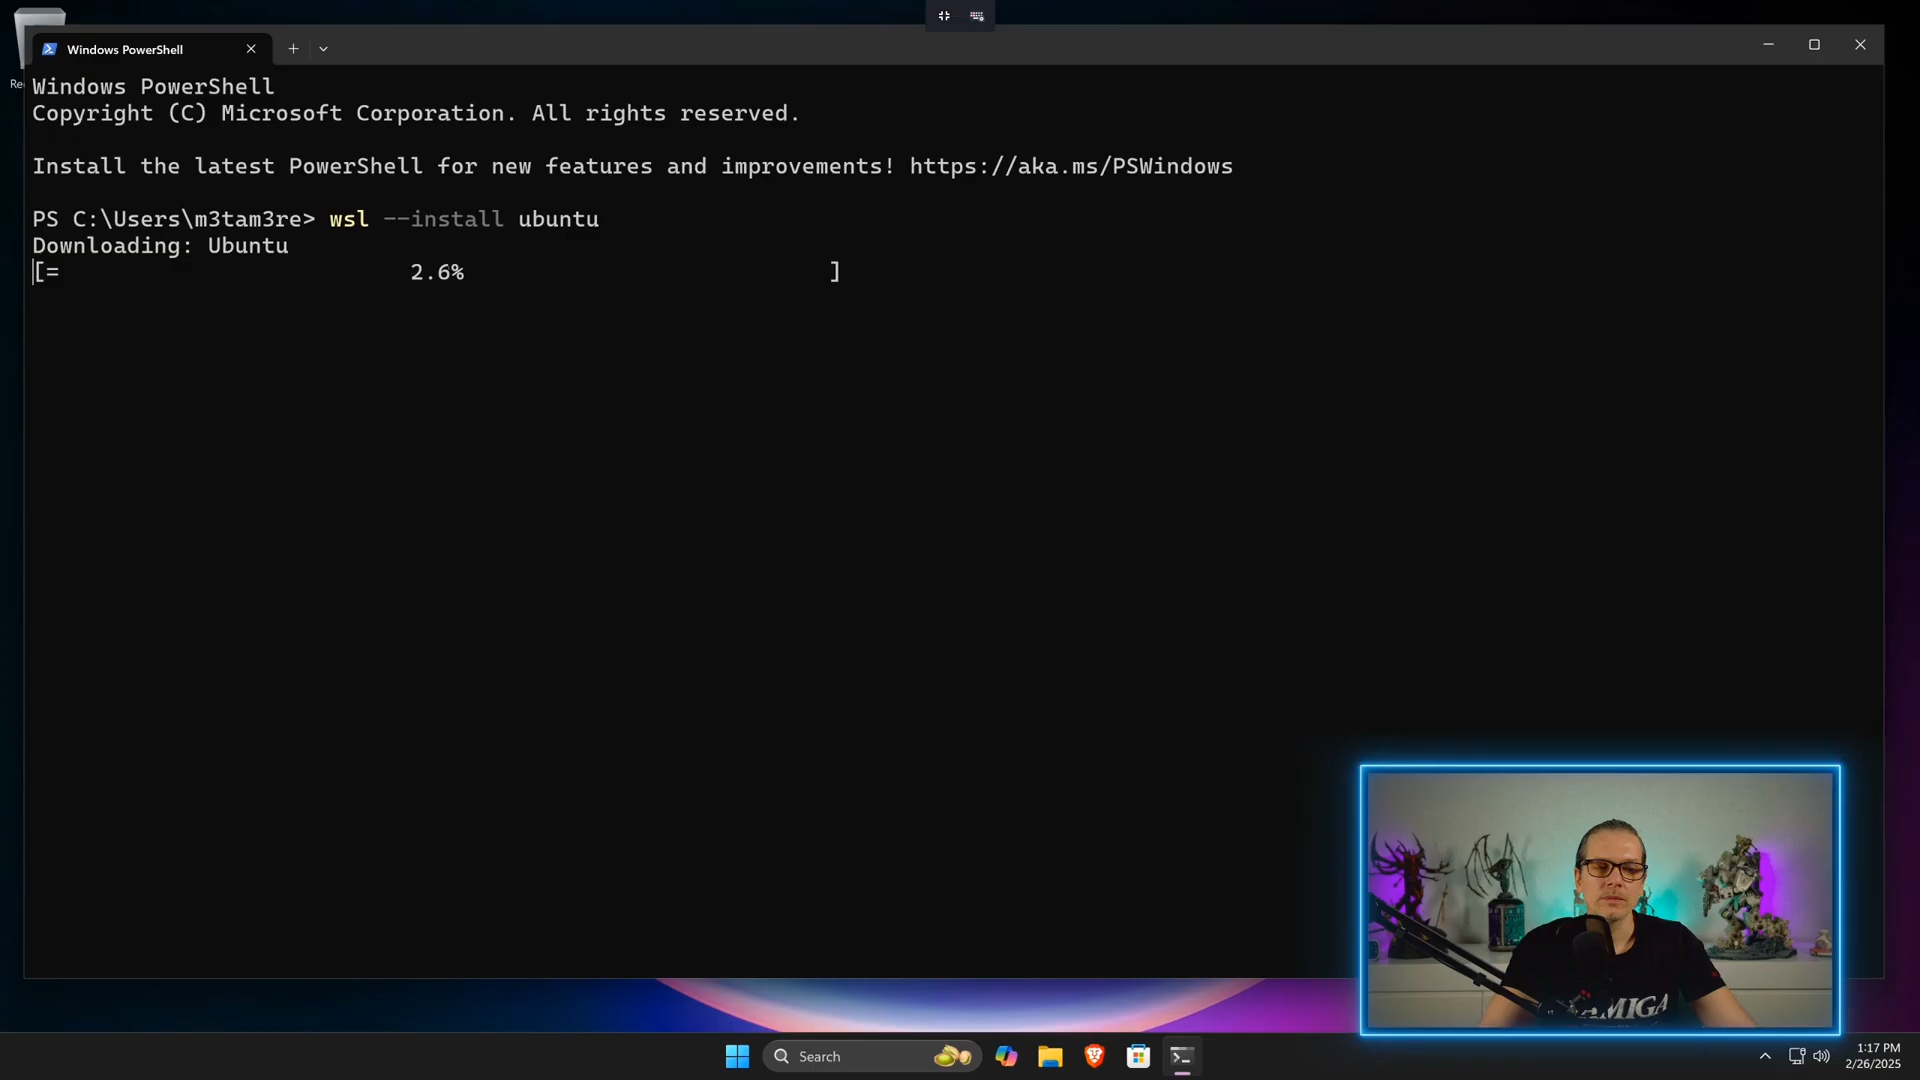 Windows PowerShell
Windows PowerShell
Copyright (C) Microsoft Corporation. All rights reserved.
Install the latest PowerShell for new features and improvements! https://aka.ms/PSWindows
PS C:\Users\m3tam3re> wsl --install ubuntu
Downloading: Ubuntu
[= 2.6% ]
AMIGA
Search
1:17 PM
2/26/2025